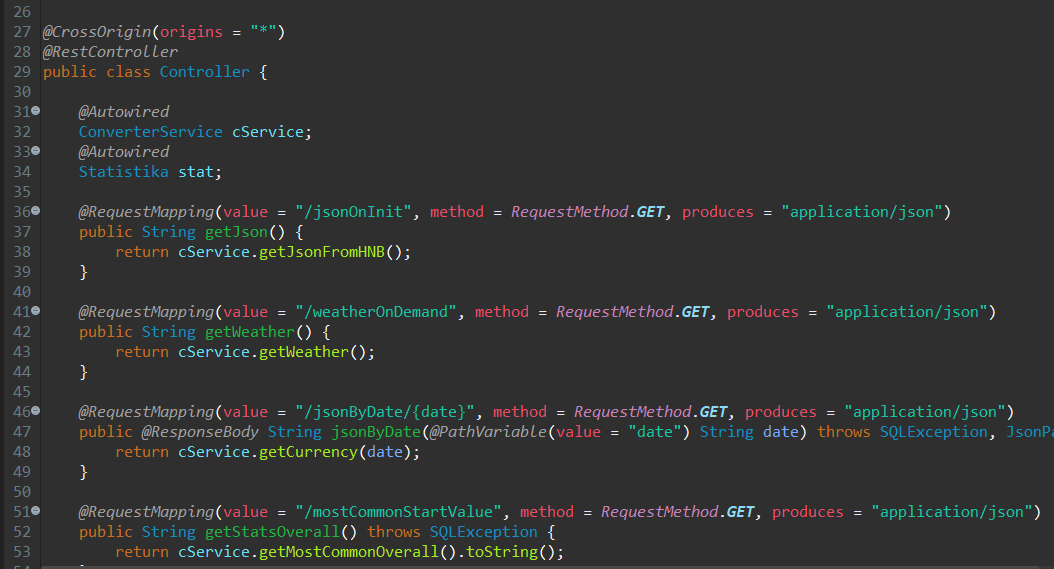 26
27 @CrossOrigin(origins = "*")
28 @RestController
29 public class Controller {
30
31 @Autowired
32 ConverterService cService;
33 @Autowired
34 Statistika stat;
35
36 @RequestMapping(value = "/jsonOnInit", method = RequestMethod.GET, produces = "application/json")
37 public String getJson() {
38 return cService.getJsonFromHNB();
39 }
40
41 @RequestMapping(value = "/weatherOnDemand", method = RequestMethod.GET, produces = "application/json")
42 public String getWeather() {
43 return cService.getWeather();
44 }
45
46 @RequestMapping(value = "/jsonByDate/{date}", method = RequestMethod.GET, produces = "application/json")
47 public @ResponseBody String jsonByDate(@PathVariable(value = "date") String date) throws SQLException,
48 return cService.getCurrency(date);
49 }
50
51 @RequestMapping(value = "/mostCommonStartValue", method = RequestMethod.GET, produces = "application/json")
52 public String getStatsOverall() throws SQLException {
53 return cService.getMostCommonOverall().toString();